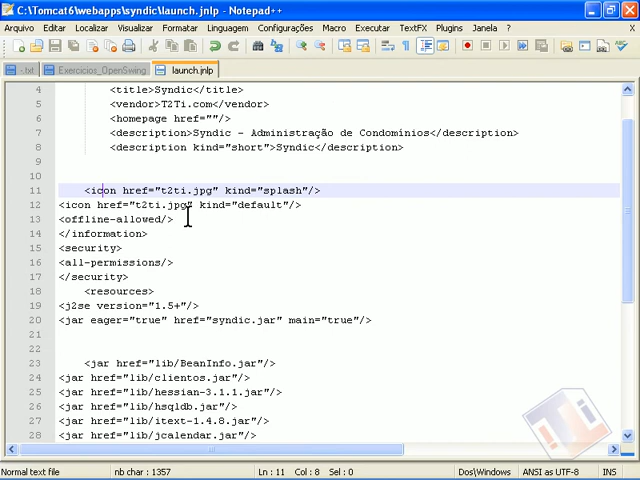 C:\Tomcat6\webapps\syndic\launch.jnlp - Notepad++
Arquivo Editar Localizar Visualizar Formatar Linguagem Configurações Macro Executar TextFX Plugins Janela ? X
-.txt Exercicios_OpenSwing launch.jnlp
4 <title>Syndic</title>
5 <vendor>T2Ti.com</vendor>
6 <homepage href=""/>
7 <description>Syndic - Administração de Condomínios</description>
8 <description kind="short">Syndic</description>
9
10
11 <icon href="t2ti.jpg" kind="splash"/>
12 <icon href="t2ti.jpg" kind="default"/>
13 <offline-allowed/>
14 </information>
15 <security>
16 <all-permissions/>
17 </security>
18 <resources>
19 <j2se version="1.5+"/>
20 <jar eager="true" href="syndic.jar" main="true"/>
21
22
23 <jar href="lib/BeanInfo.jar"/>
24 <jar href="lib/clientos.jar"/>
25 <jar href="lib/hessian-3.1.1.jar"/>
26 <jar href="lib/hsqldb.jar"/>
27 <jar href="lib/itext-1.4.8.jar"/>
28 <jar href="lib/jcalendar.jar"/>
Normal text file nb char : 1357 Ln : 11 Col : 8 Sel : 0 Dos\Windows ANSI as UTF-8 INS